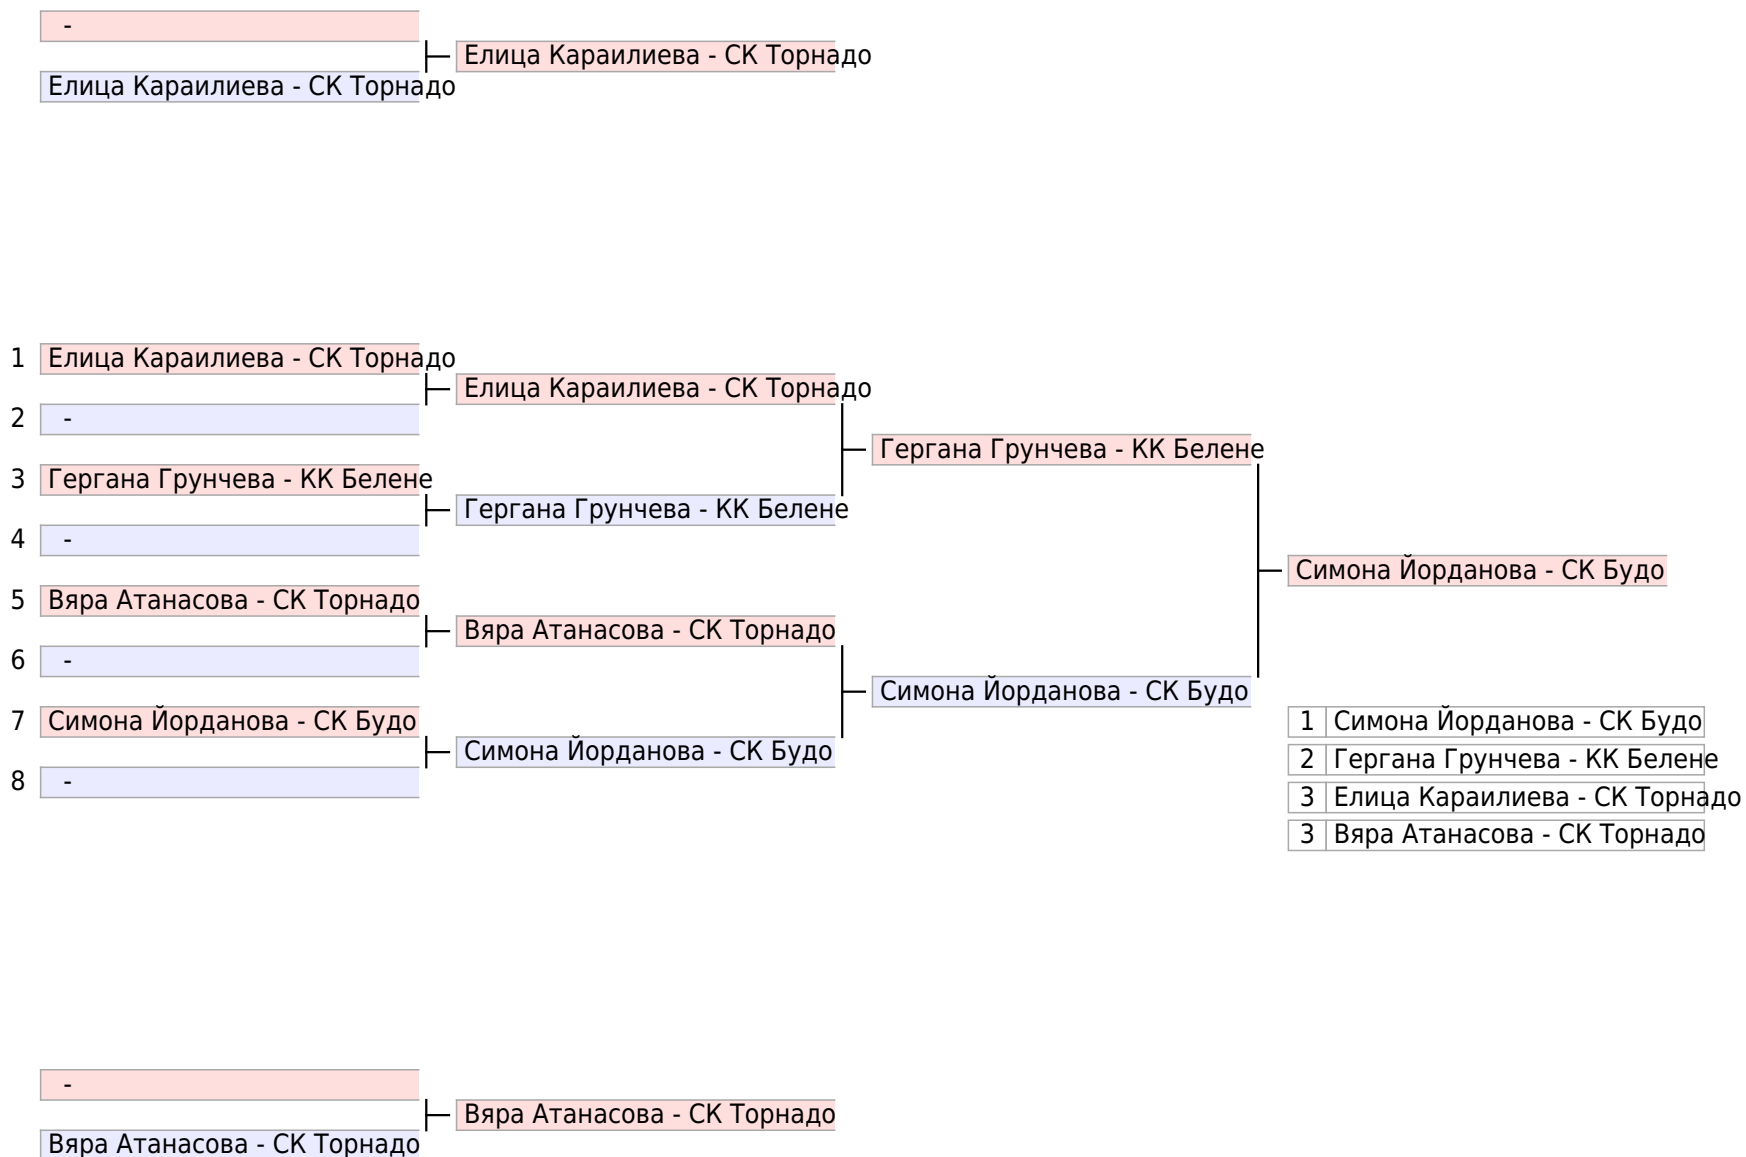 -
Елица Караилиева - СК Торнадо
Елица Караилиева - СК Торнадо
1 Елица Караилиева - СК Торнадо
Елица Караилиева - СК Торнадо
2 -
Гергана Грунчева - КК Белене
3 Гергана Грунчева - КК Белене
Гергана Грунчева - КК Белене
4 -
Симона Йорданова - СК Будо
5 Вяра Атанасова - СК Торнадо
Вяра Атанасова - СК Торнадо
6 -
Симона Йорданова - СК Будо
7 Симона Йорданова - СК Будо
Симона Йорданова - СК Будо
8 -
1 Симона Йорданова - СК Будо
2 Гергана Грунчева - КК Белене
3 Елица Караилиева - СК Торнадо
3 Вяра Атанасова - СК Торнадо
-
Вяра Атанасова - СК Торнадо
Вяра Атанасова - СК Торнадо